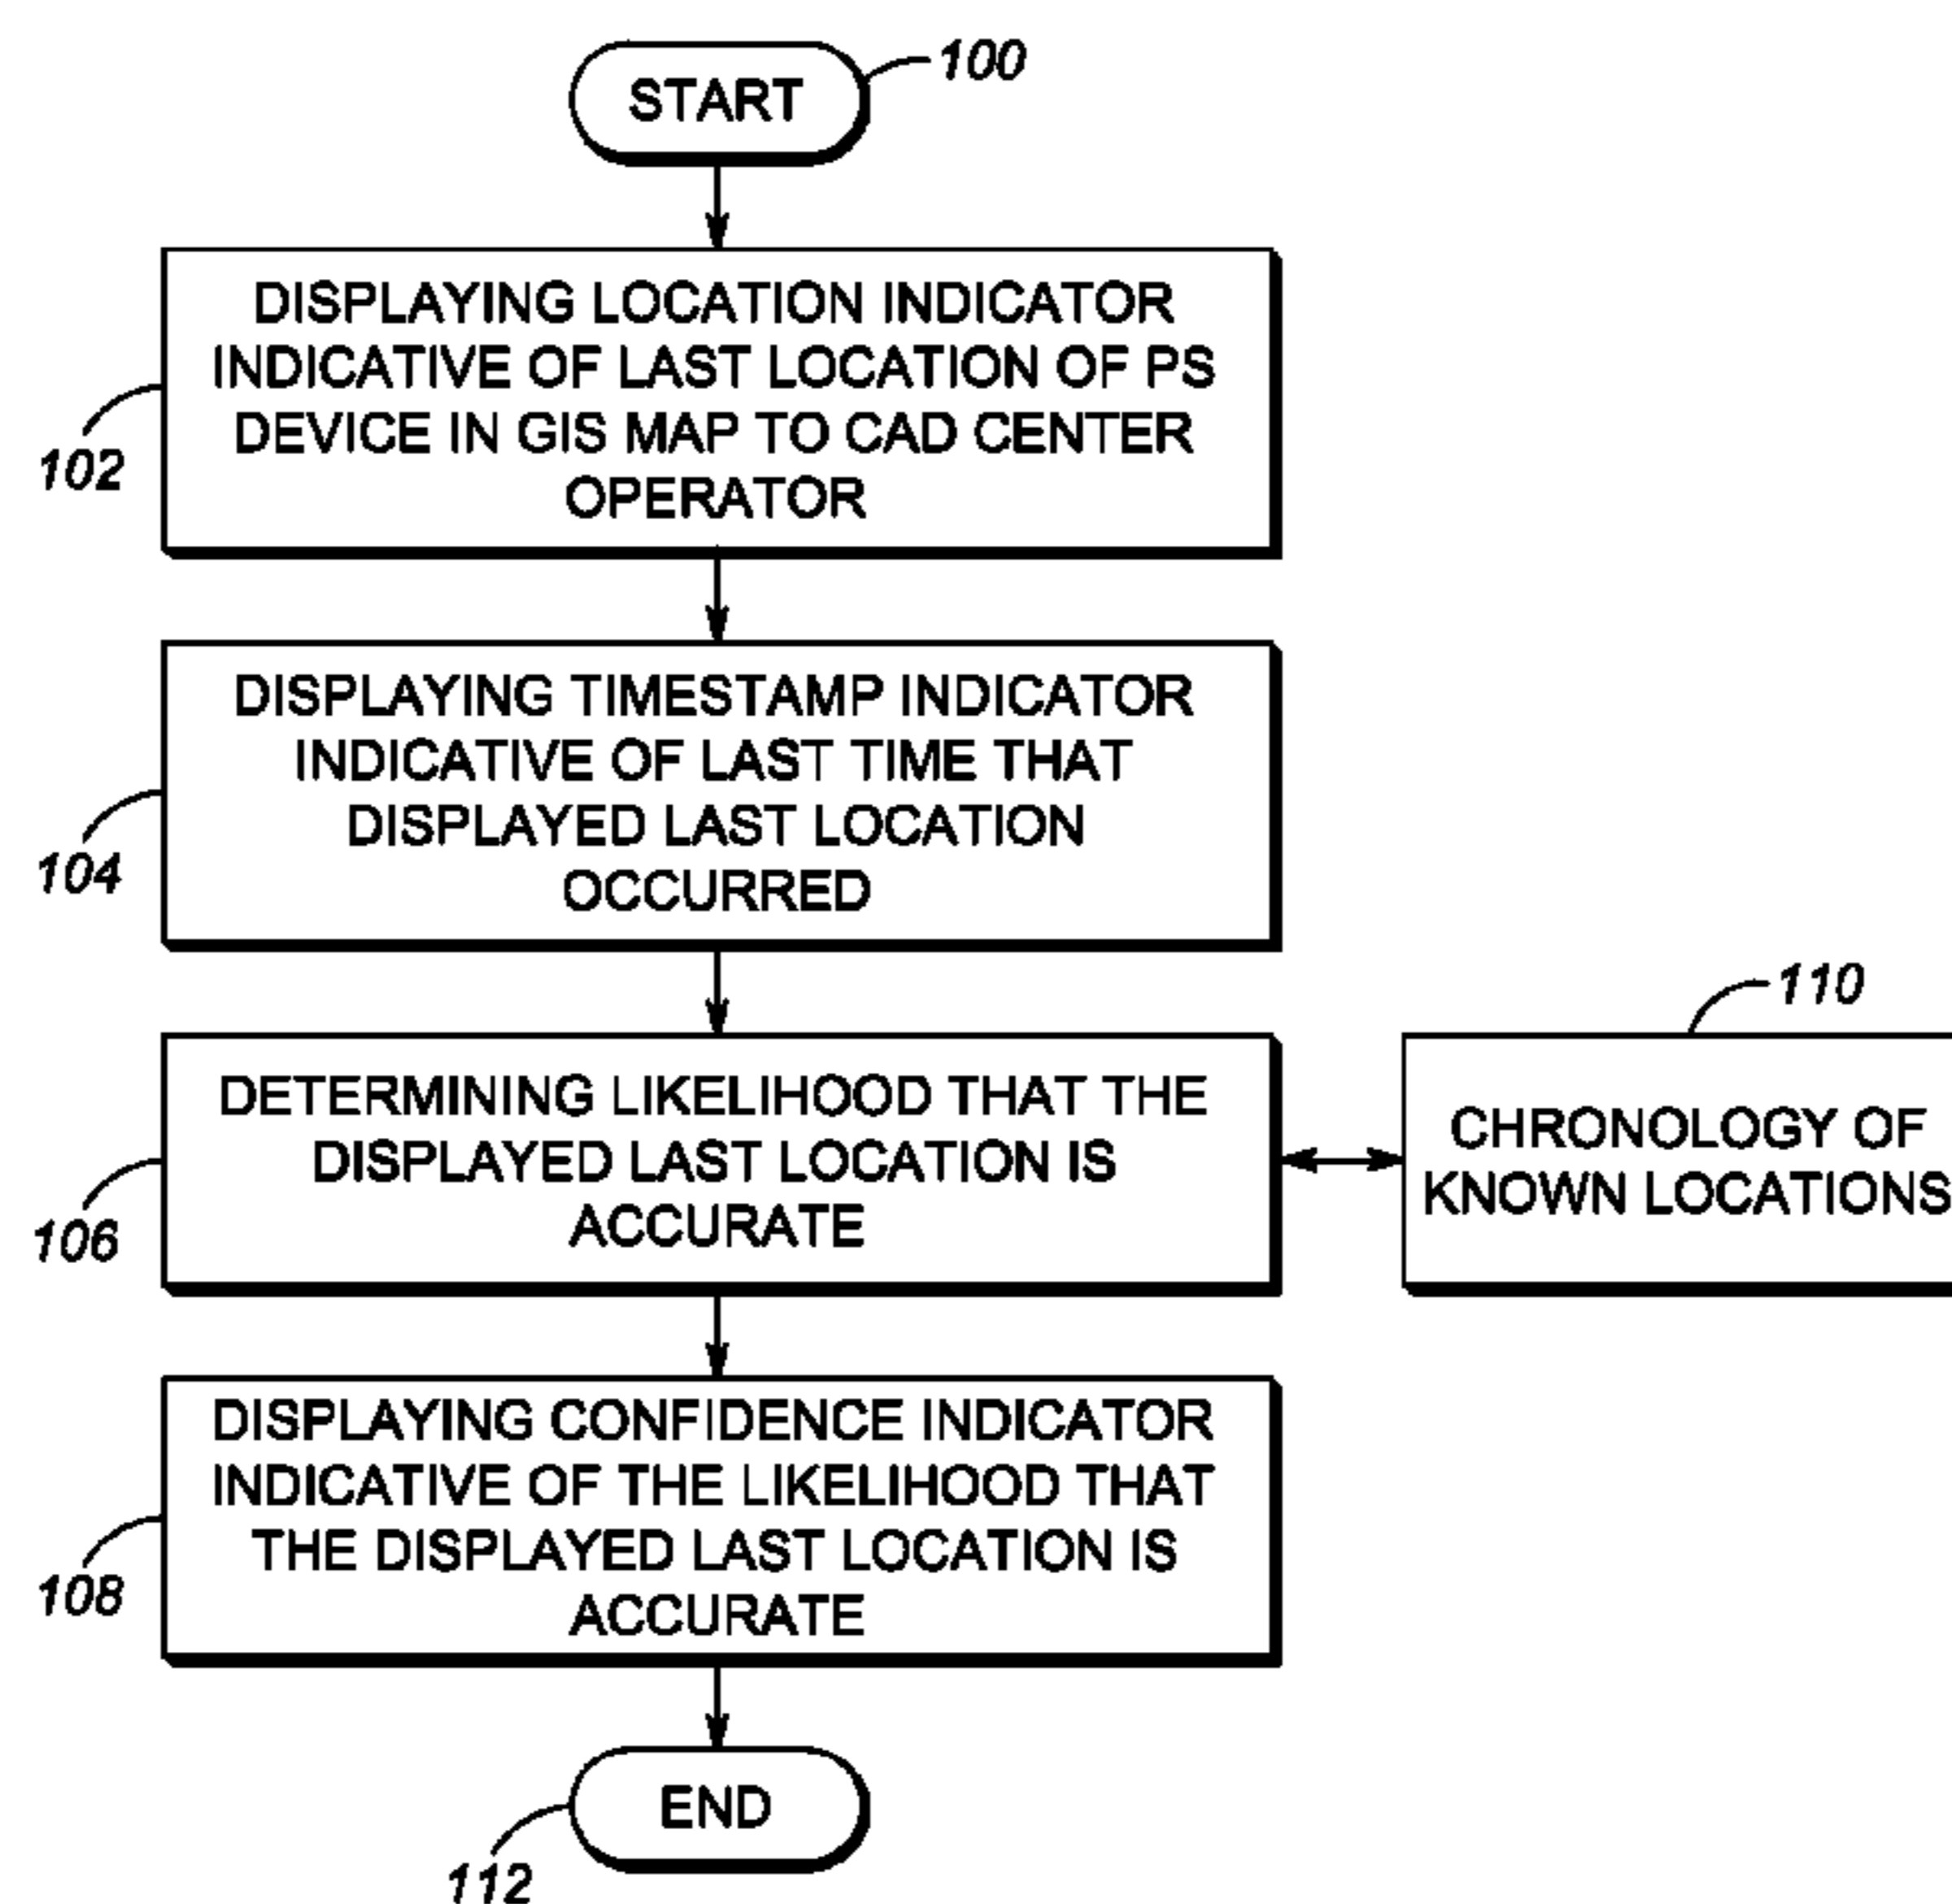 START
100
DISPLAYING LOCATION INDICATOR
INDICATIVE OF LAST LOCATION OF PS
DEVICE IN GIS MAP TO CAD CENTER
OPERATOR
102
DISPLAYING TIMESTAMP INDICATOR
INDICATIVE OF LAST TIME THAT
DISPLAYED LAST LOCATION
OCCURRED
104
DETERMINING LIKELIHOOD THAT THE
DISPLAYED LAST LOCATION IS
ACCURATE
106
110
CHRONOLOGY OF
KNOWN LOCATIONS
DISPLAYING CONFIDENCE INDICATOR
INDICATIVE OF THE LIKELIHOOD THAT
THE DISPLAYED LAST LOCATION IS
ACCURATE
108
END
112